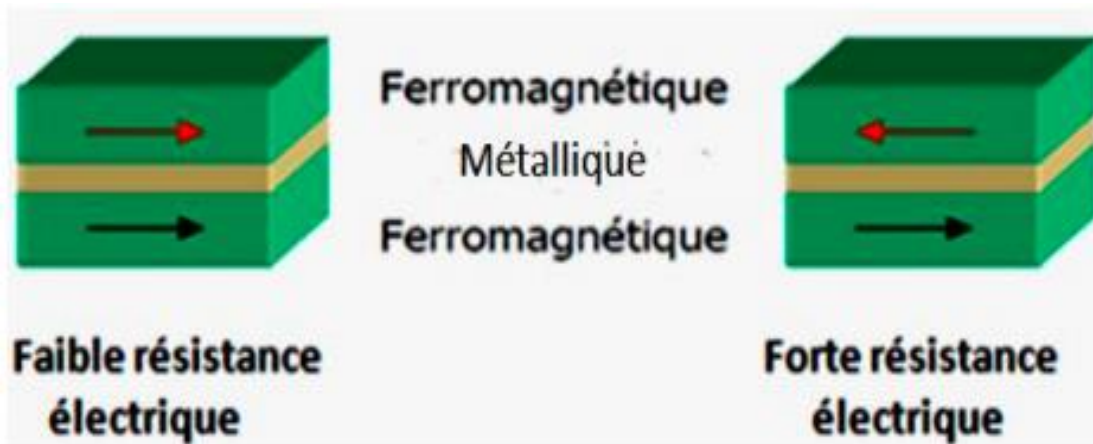 Ferromagnétique
Métallique
Ferromagnétique
Faible résistance
électrique
Forte résistance
électrique